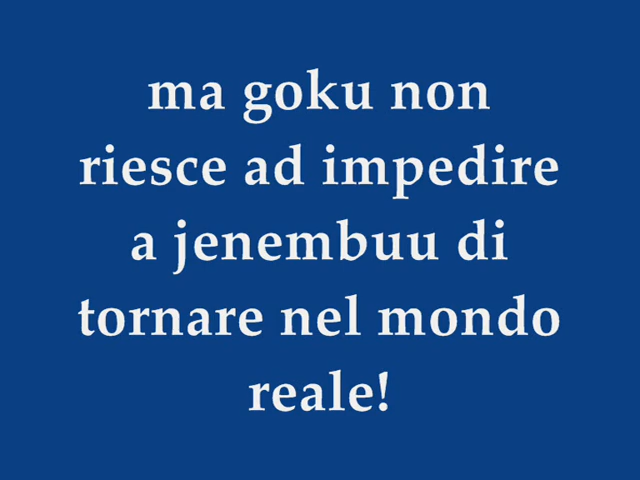 ma goku non
riesce ad impedire
a jenembuu di
tornare nel mondo
reale!